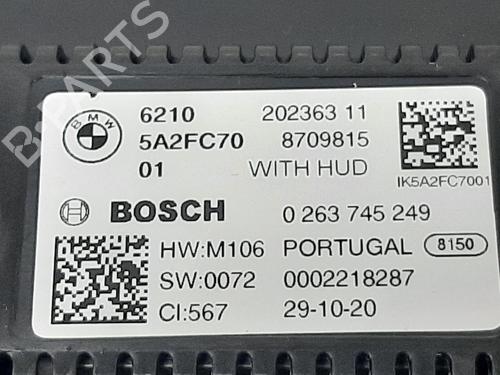 BMW
6210 202363 11
5A2FC70 8709815
01 WITH HUD
IK5A2FC7001
BOSCH 0 263 745 249
HW:M106 PORTUGAL 8150
SW:0072 0002218287
CI:567 29-10-20
B-PARTS